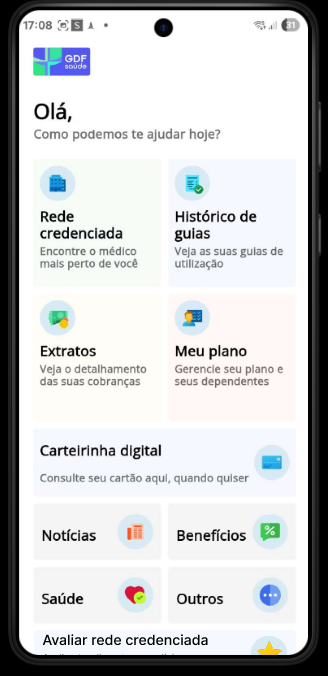 17:08 S
31
GDF
saúde
Olá,
Como podemos te ajudar hoje?
Rede
credenciada
Encontre o médico
mais perto de você
Histórico de
guias
Veja as suas guias de
utilização
Extratos
Veja o detalhamento
das suas cobranças
Meu plano
Gerencie seu plano e
seus dependentes
Carteirinha digital
Consulte seu cartão aqui, quando quiser
Notícias
Benefícios
Saúde
Outros
Avaliar rede credenciada